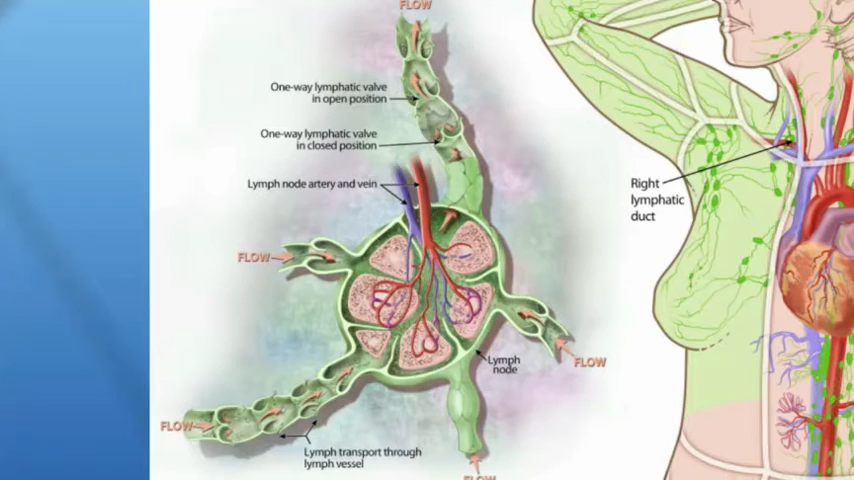 FLOW
One-way lymphatic valve
in open position
One-way lymphatic valve
in closed position
Lymph node artery and vein
Right
lymphatic
duct
FLOW
Lymph
node
FLOW
FLOW
Lymph transport through
lymph vessel
FLOW